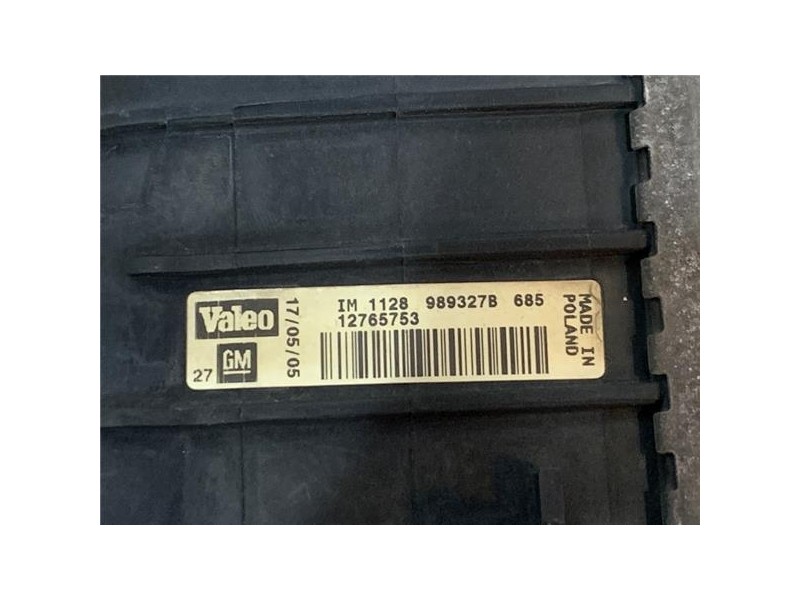 Valeo
17/05/05
27 GM
IM 1128 989327B 685
12765753
MADE IN
POLAND